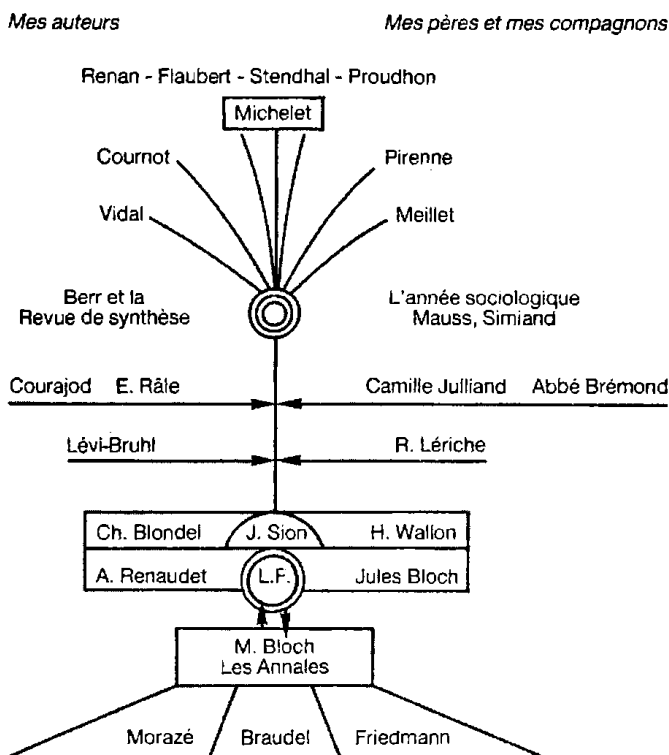 Mes auteurs
Mes pères et mes compagnons
Renan - Flaubert - Stendhal - Proudhon
Michelet
Cournot
Pirenne
Vidal
Meillet
Berr et la
Revue de synthèse
L'année sociologique
Mauss, Simiand
Courajod E. Râle
Camille Julliand Abbé Brémond
Lévi-Bruhl
R. Lériche
Ch. Blondel
J. Sion
H. Wallon
A. Renaudet
L.F.
Jules Bloch
M. Bloch
Les Annales
Morazé
Braudel
Friedmann